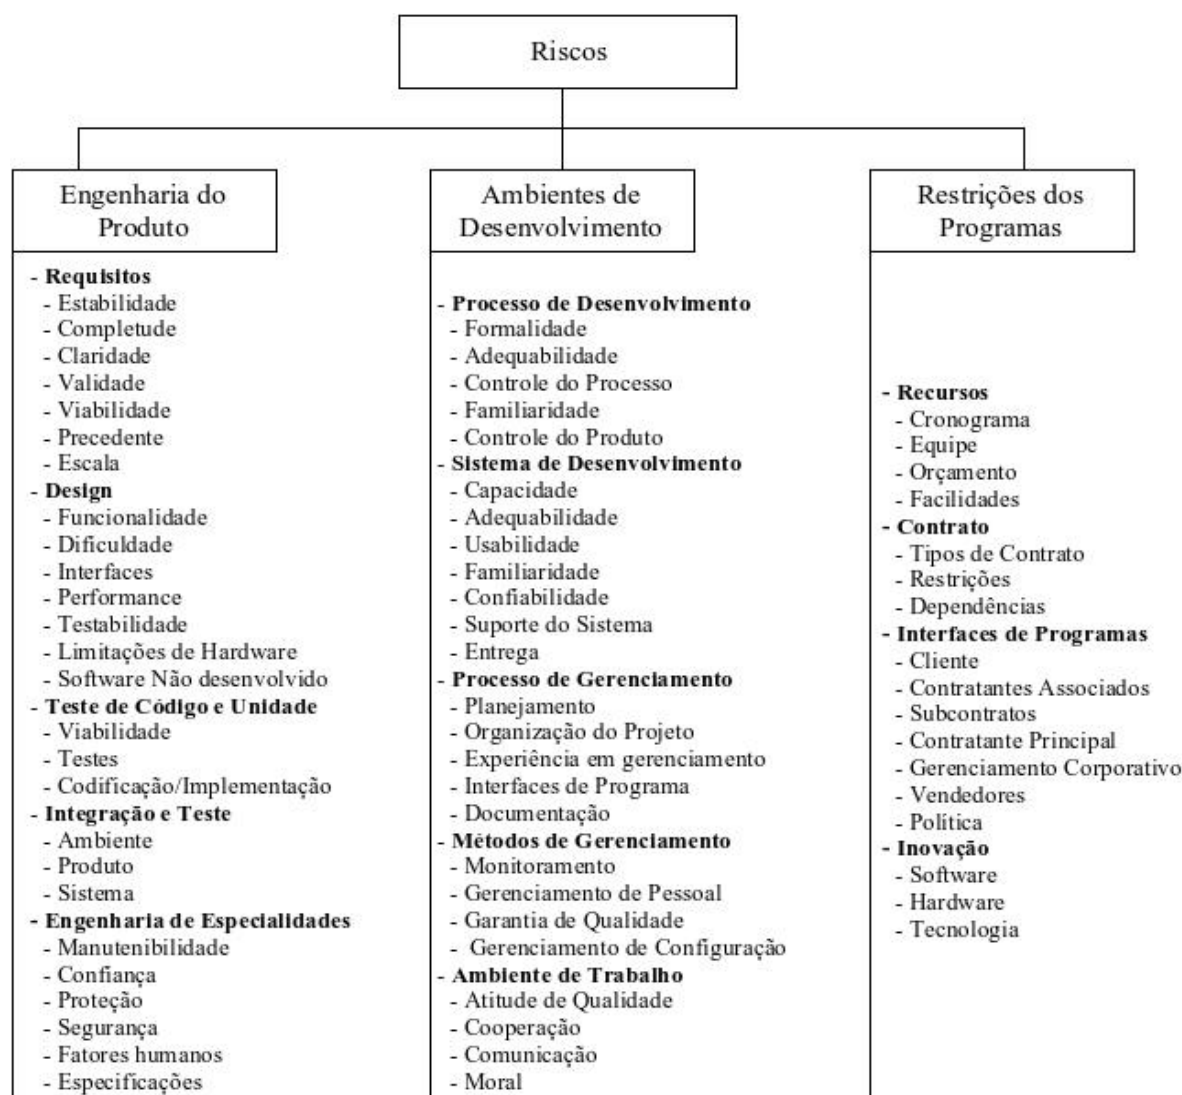 Riscos
Engenharia do
Produto
- Requisitos
- Estabilidade
- Completude
- Claridade
- Validade
- Viabilidade
- Precedente
- Escala
- Design
- Funcionalidade
- Dificuldade
- Interfaces
- Performance
- Testabilidade
- Limitações de Hardware
- Software Não desenvolvido
- Teste de Código e Unidade
- Viabilidade
- Testes
- Codificação/Implementação
- Integração e Teste
- Ambiente
- Produto
- Sistema
- Engenharia de Especialidades
- Manutenibilidade
- Confiança
- Proteção
- Segurança
- Fatores humanos
- Especificações
Ambientes de
Desenvolvimento
- Processo de Desenvolvimento
- Formalidade
- Adequabilidade
- Controle do Processo
- Familiaridade
- Controle do Produto
- Sistema de Desenvolvimento
- Capacidade
- Adequabilidade
- Usabilidade
- Familiaridade
- Confiabilidade
- Suporte do Sistema
- Entrega
- Processo de Gerenciamento
- Planejamento
- Organização do Projeto
- Experiência em gerenciamento
- Interfaces de Programa
- Documentação
- Métodos de Gerenciamento
- Monitoramento
- Gerenciamento de Pessoal
- Garantia de Qualidade
- Gerenciamento de Configuração
- Ambiente de Trabalho
- Atitude de Qualidade
- Cooperação
- Comunicação
- Moral
Restrições dos
Programas
- Recursos
- Cronograma
- Equipe
- Orçamento
- Facilidades
- Contrato
- Tipos de Contrato
- Restrições
- Dependências
- Interfaces de Programas
- Cliente
- Contratantes Associados
- Subcontratos
- Contratante Principal
- Gerenciamento Corporativo
- Vendedores
- Política
- Inovação
- Software
- Hardware
- Tecnologia